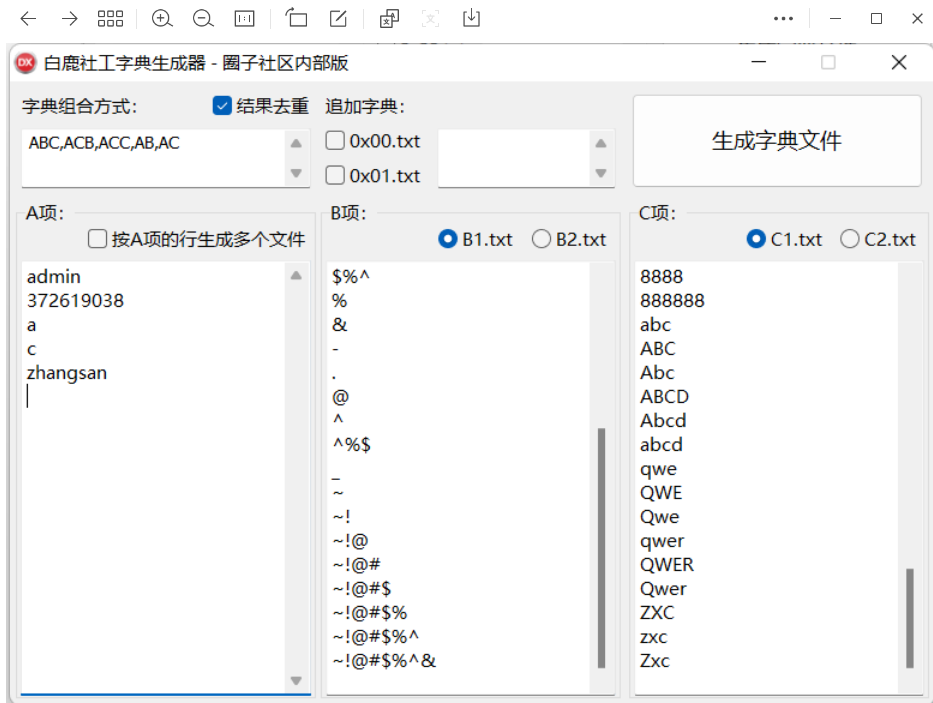 白鹿社工字典生成器 - 圈子社区内部版
字典组合方式:
结果去重
追加字典:
ABC,ACB,ACC,AB,AC
0x00.txt
0x01.txt
生成字典文件
A项:
按A项的行生成多个文件
admin
372619038
a
c
zhangsan
B项:
B1.txt
B2.txt
$%^
%
&
-
.
@
^
^%$
_
~
~!
~!@
~!@#
~!@#$
~!@#$%
~!@#$%^
~!@#$%^&
C项:
C1.txt
C2.txt
8888
888888
abc
ABC
Abc
ABCD
Abcd
abcd
qwe
QWE
Qwe
qwer
QWER
Qwer
ZXC
zxc
Zxc